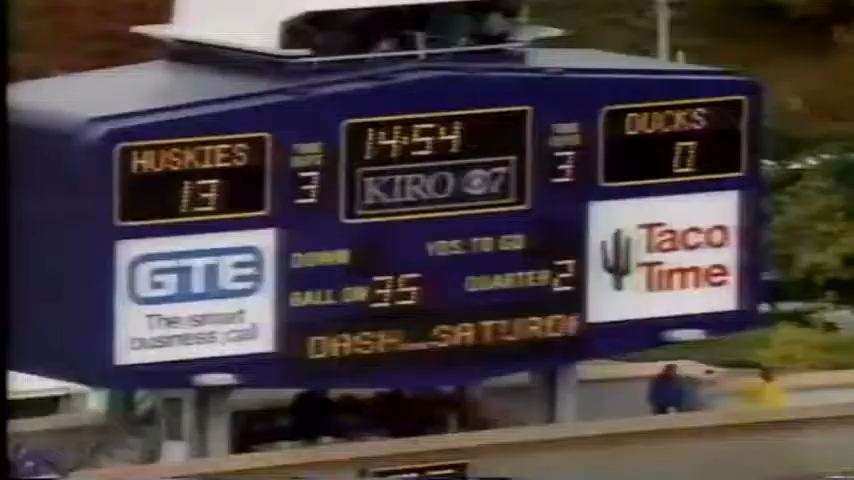 HUSKIES
13
3
14:54
KIRO 7
3
DUCKS
0
GTE
The smart
business call
DOWN
YDS. TO GO
BALL ON 35
QUARTER 2
DASH...SATURD
Taco
Time